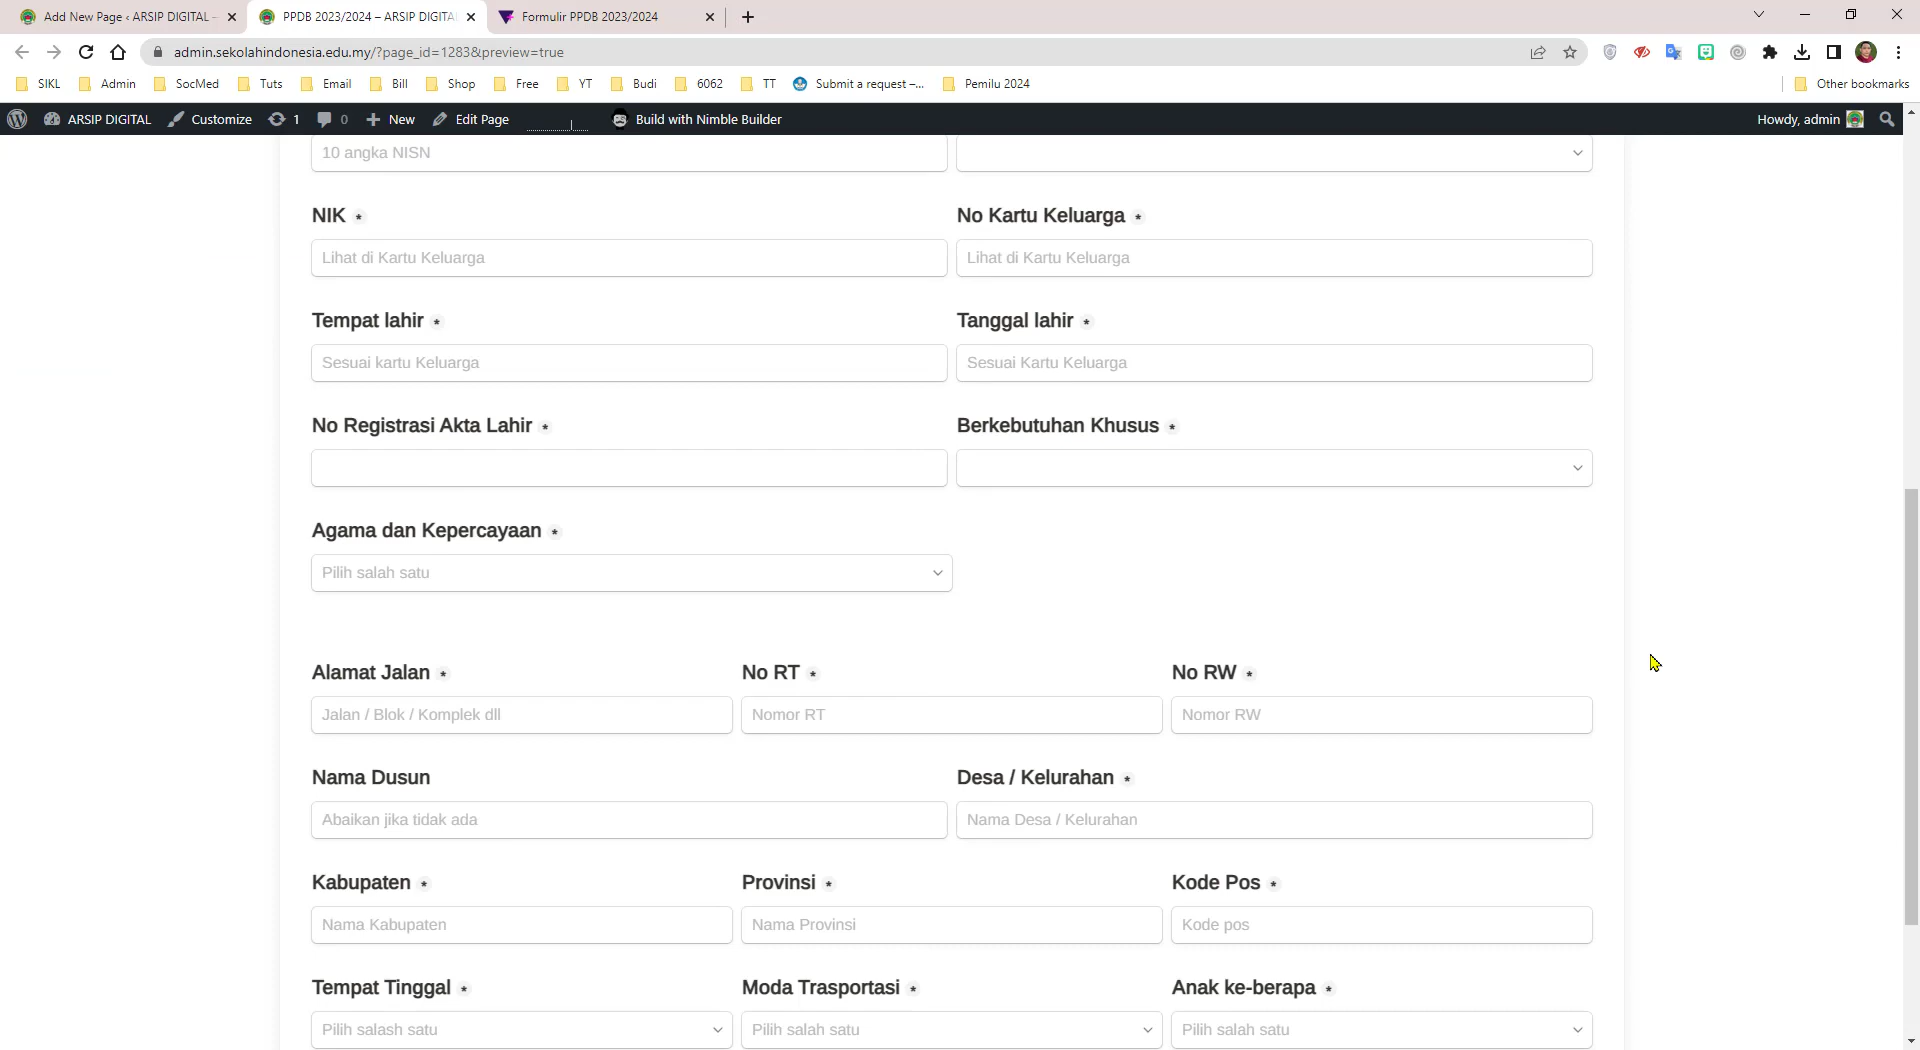 Add New Page ‹ ARSIP DIGITAL –
PPDB 2023/2024 – ARSIP DIGITA
Formulir PPDB 2023/2024
admin.sekolahindonesia.edu.my/?page_id=1283&preview=true
SIKL
Admin
SocMed
Tuts
Email
Bill
Shop
Free
YT
Budi
6062
TT
Submit a request –...
Pemilu 2024
Other bookmarks
ARSIP DIGITAL
Customize
1
0
New
Edit Page
Build with Nimble Builder
Howdy, admin
10 angka NISN
NIK *
No Kartu Keluarga *
Lihat di Kartu Keluarga
Lihat di Kartu Keluarga
Tempat lahir *
Tanggal lahir *
Sesuai kartu Keluarga
Sesuai Kartu Keluarga
No Registrasi Akta Lahir *
Berkebutuhan Khusus *
Agama dan Kepercayaan *
Pilih salah satu
Alamat Jalan *
No RT *
No RW *
Jalan / Blok / Komplek dll
Nomor RT
Nomor RW
Nama Dusun
Desa / Kelurahan *
Abaikan jika tidak ada
Nama Desa / Kelurahan
Kabupaten *
Provinsi *
Kode Pos *
Nama Kabupaten
Nama Provinsi
Kode pos
Tempat Tinggal *
Moda Trasportasi *
Anak ke-berapa *
Pilih salash satu
Pilih salah satu
Pilih salah satu